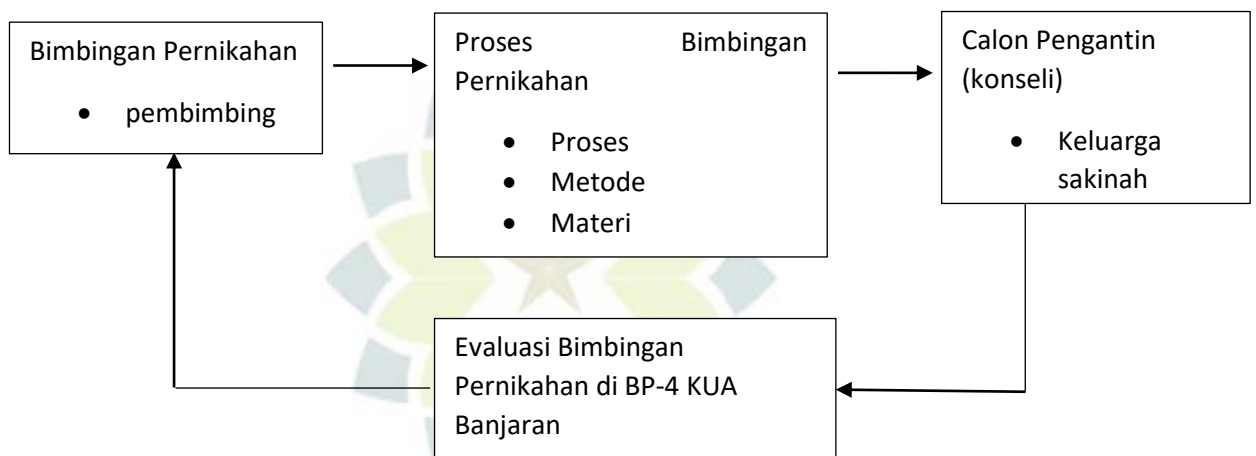 Bimbingan Pernikahan
• pembimbing
Proses Bimbingan
Pernikahan
• Proses
• Metode
• Materi
Calon Pengantin
(konseli)
• Keluarga
sakinah
Evaluasi Bimbingan
Pernikahan di BP-4 KUA
Banjaran